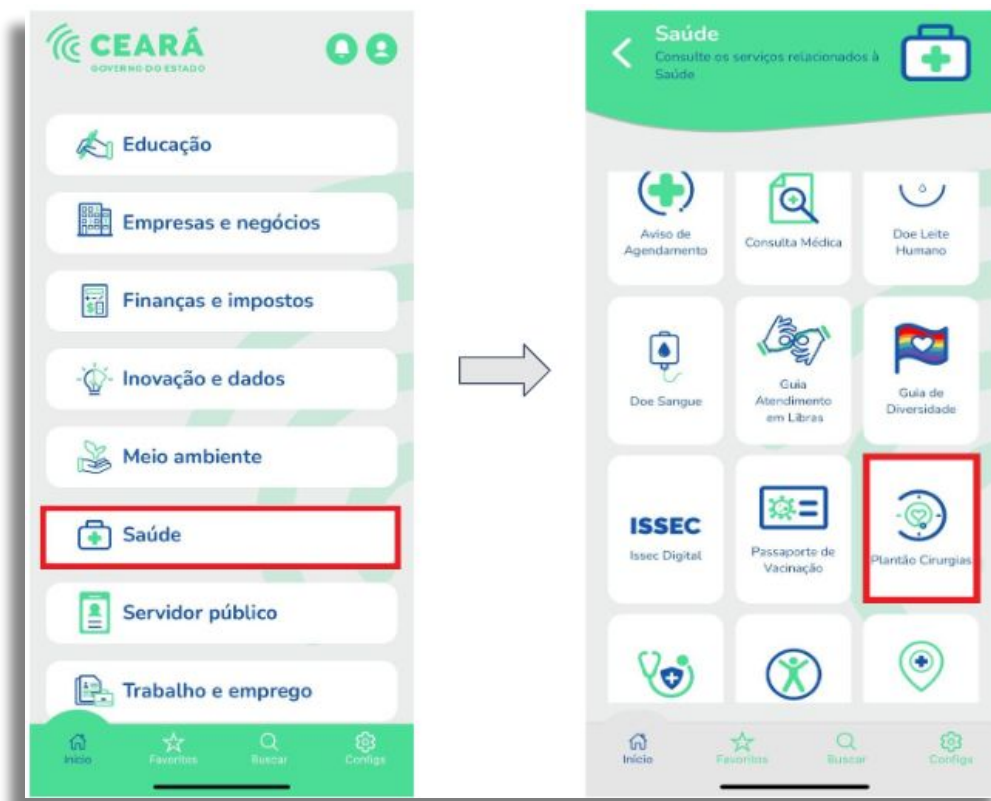 CEARÁ
GOVERNO DO ESTADO
Educação
Empresas e negócios
Finanças e impostos
Inovação e dados
Meio ambiente
Saúde
Servidor público
Trabalho e emprego
Início
Favoritos
Buscar
Configs
Saúde
Consulte os serviços relacionados à
Saúde
Aviso de
Agendamento
Consulta Médica
Doe Leite
Humano
Doe Sangue
Guia
Atendimento
em Libras
Guia de
Diversidade
ISSEC
Issec Digital
Passaporte de
Vacinação
Plantão Cirurgias
Início
Favoritos
Buscar
Configs